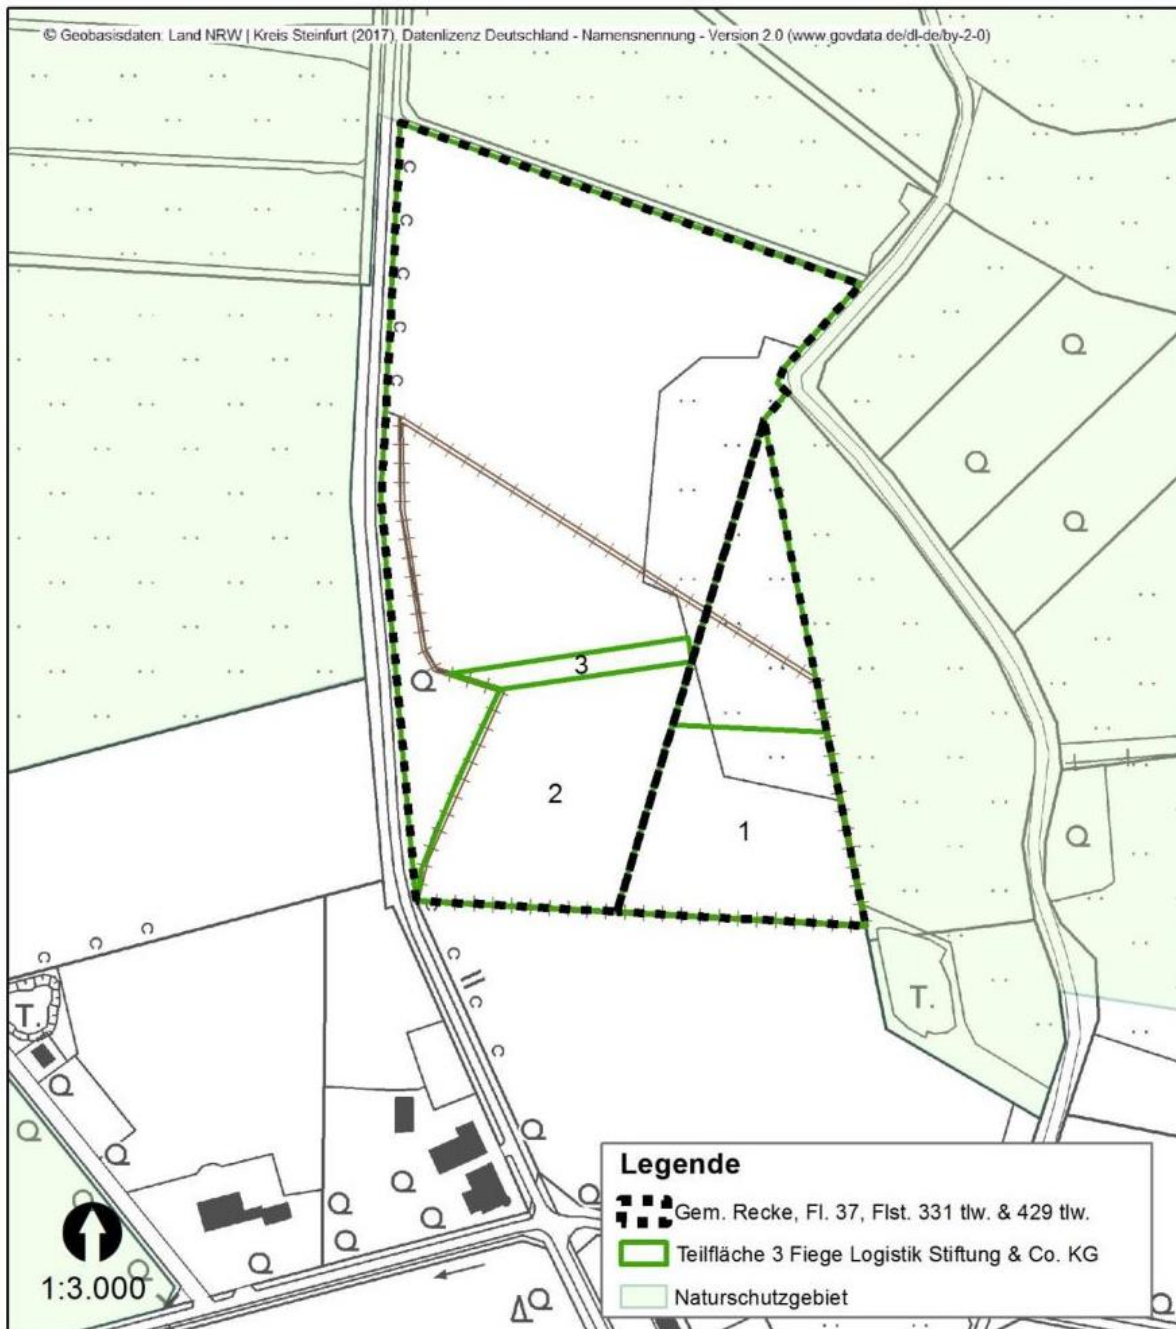 © Geobasisdaten: Land NRW | Kreis Steinfurt (2017), Datenlizenz Deutschland - Namensnennung - Version 2.0 (www.govdata.de/dl-de/by-2-0)
3
2
1
T.
T.
1:3.000
Legende
Gem. Recke, Fl. 37, Flst. 331 tlw. & 429 tlw.
Teilfläche 3 Fiege Logistik Stiftung & Co. KG
Naturschutzgebiet